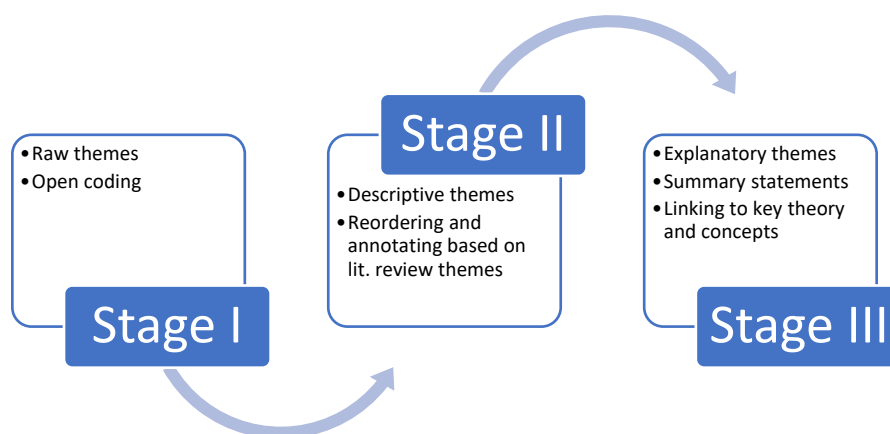 •Raw themes
•Open coding
Stage I
Stage II
•Descriptive themes
•Reordering and
annotating based on
lit. review themes
•Explanatory themes
•Summary statements
•Linking to key theory
and concepts
Stage III